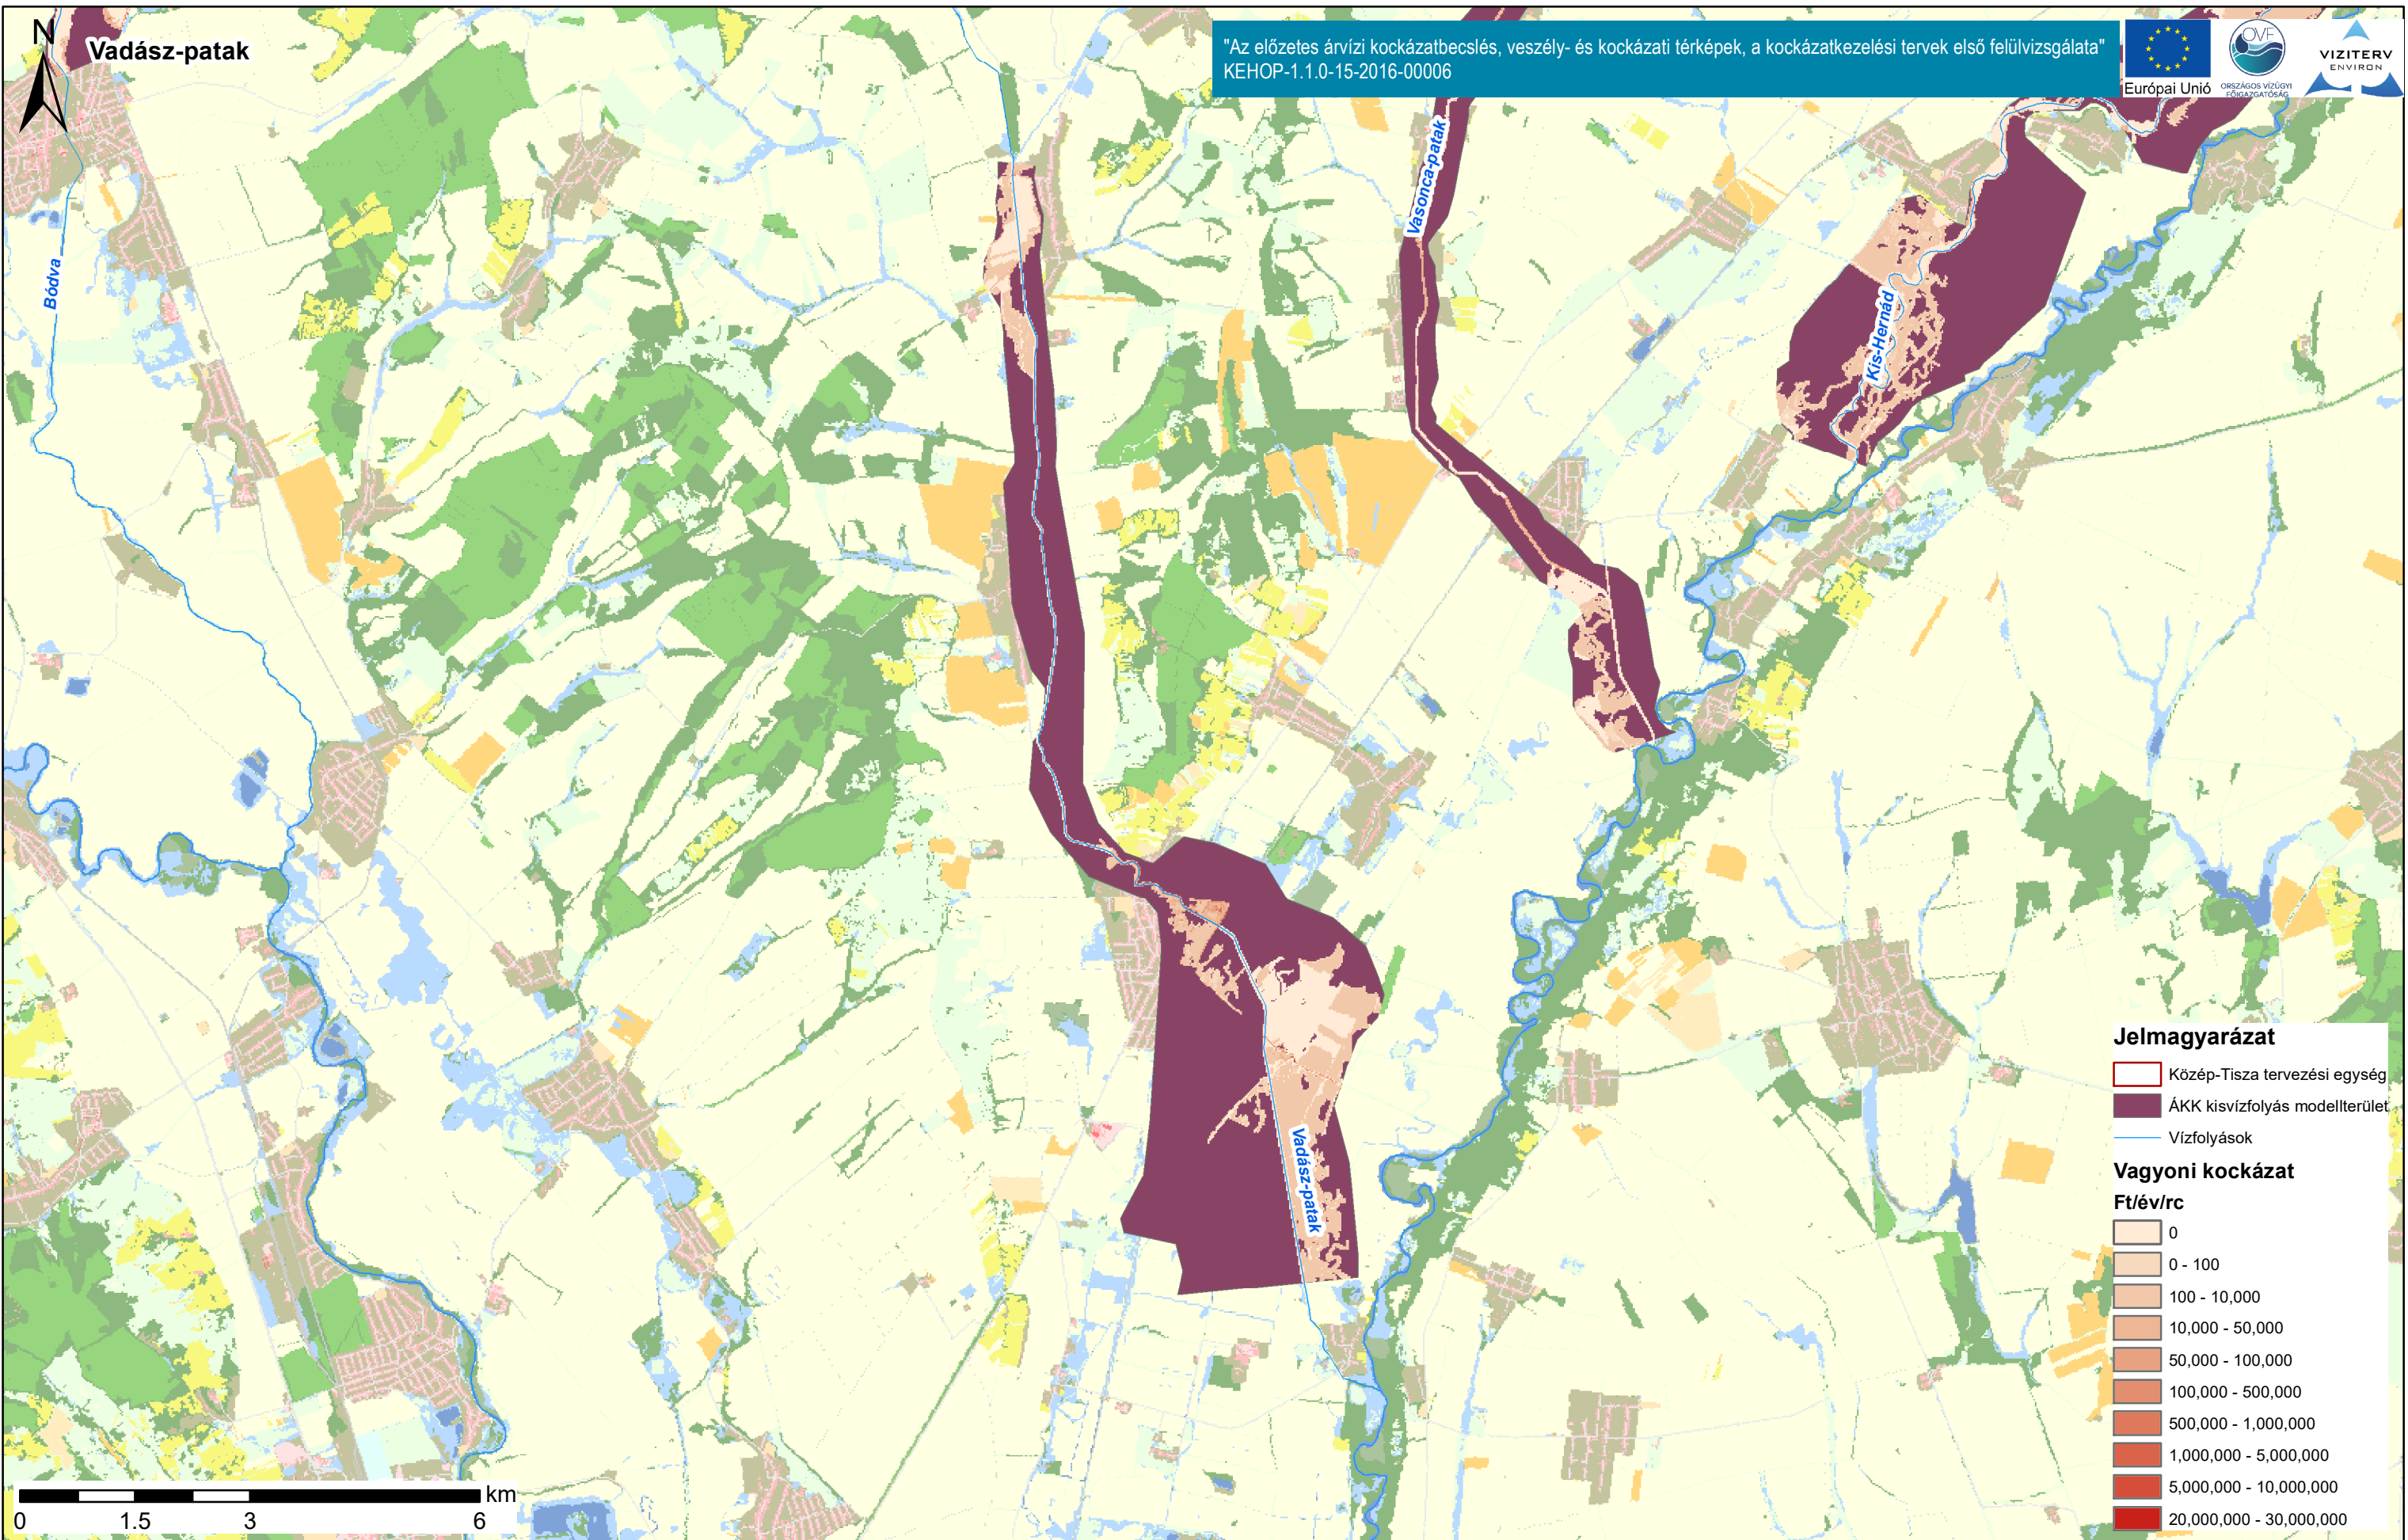 N
Vadász-patak
"Az előzetes árvízi kockázatbecslés, veszély- és kockázati térképek, a kockázatkezelési tervek első felülvizsgálata"
KEHOP-1.1.0-15-2016-00006
Európai Unió
OVF
ORSZÁGOS VÍZÜGYI
FŐIGAZGATÓSÁG
VIZITERV
ENVIRON
Bódva
Vasonca-patak
Kis-Hernád
Vadász-patak
Jelmagyarázat
Közép-Tisza tervezési egység
ÁKK kisvízfolyás modellterület
Vízfolyások
Vagyoni kockázat
Ft/év/rc
0
0 - 100
100 - 10,000
10,000 - 50,000
50,000 - 100,000
100,000 - 500,000
500,000 - 1,000,000
1,000,000 - 5,000,000
5,000,000 - 10,000,000
20,000,000 - 30,000,000
km
0 1.5 3 6